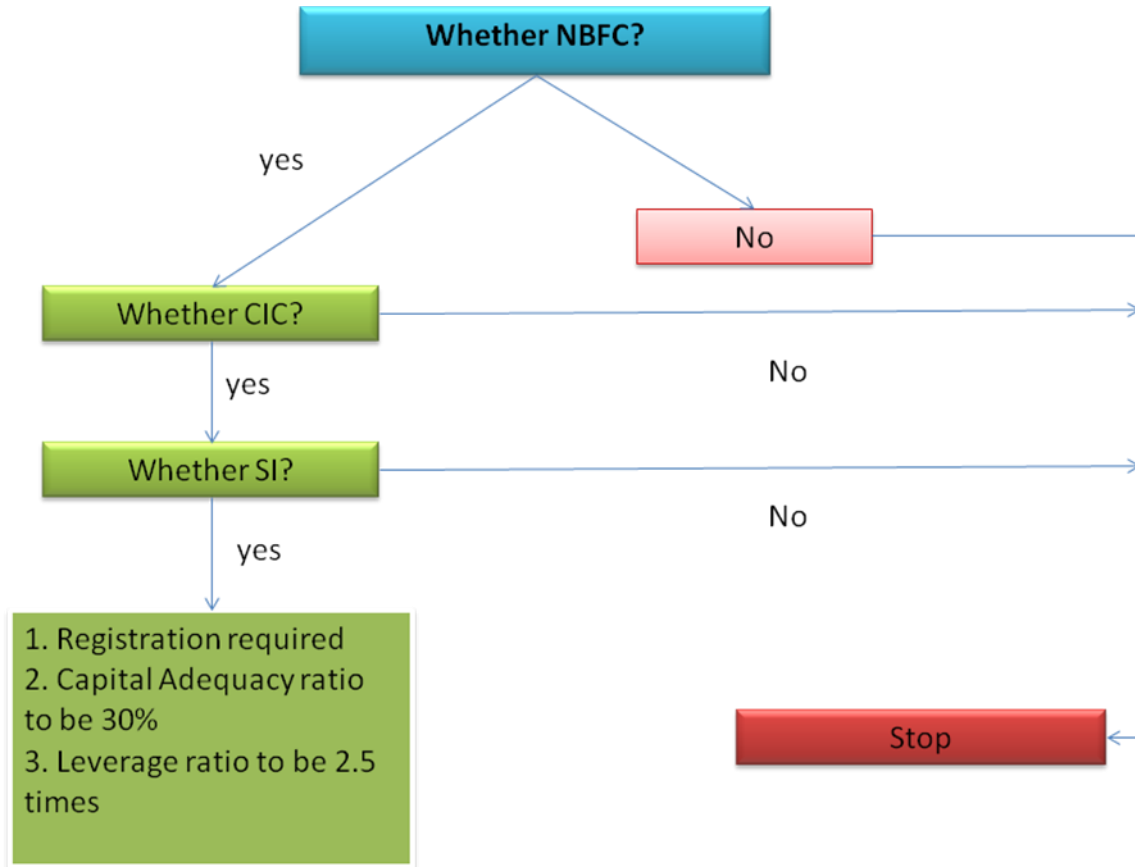 Whether NBFC?
yes
No
Whether CIC?
No
yes
Whether SI?
No
yes
1. Registration required
2. Capital Adequacy ratio
to be 30%
3. Leverage ratio to be 2.5
times
Stop